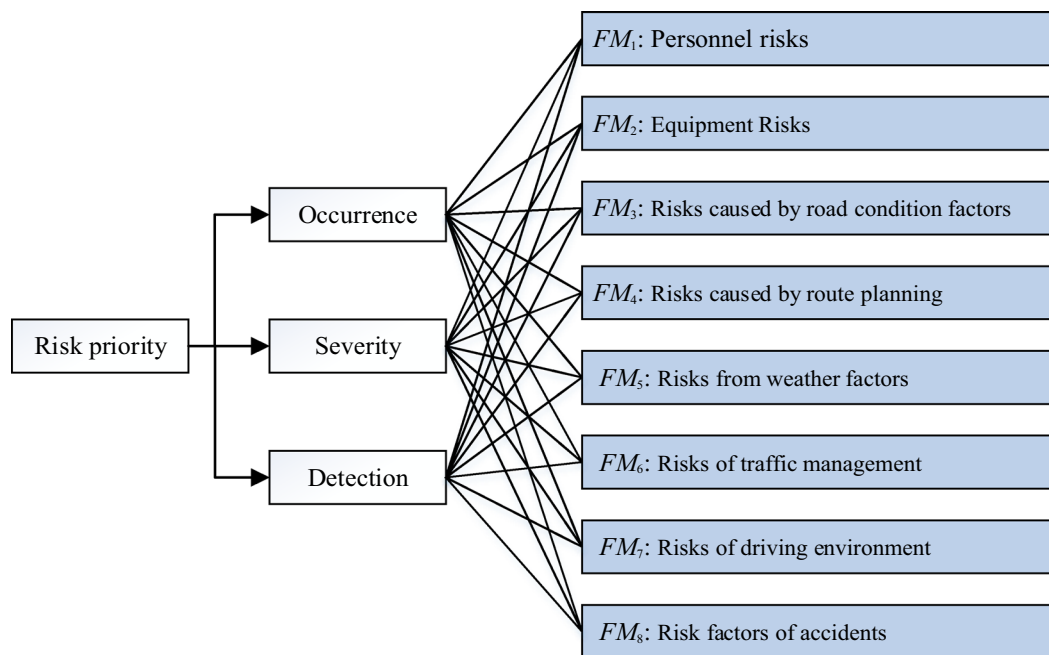 Risk priority
Occurrence
Severity
Detection
FM₁: Personnel risks
FM₂: Equipment Risks
FM₃: Risks caused by road condition factors
FM₄: Risks caused by route planning
FM₅: Risks from weather factors
FM₆: Risks of traffic management
FM₇: Risks of driving environment
FM₈: Risk factors of accidents